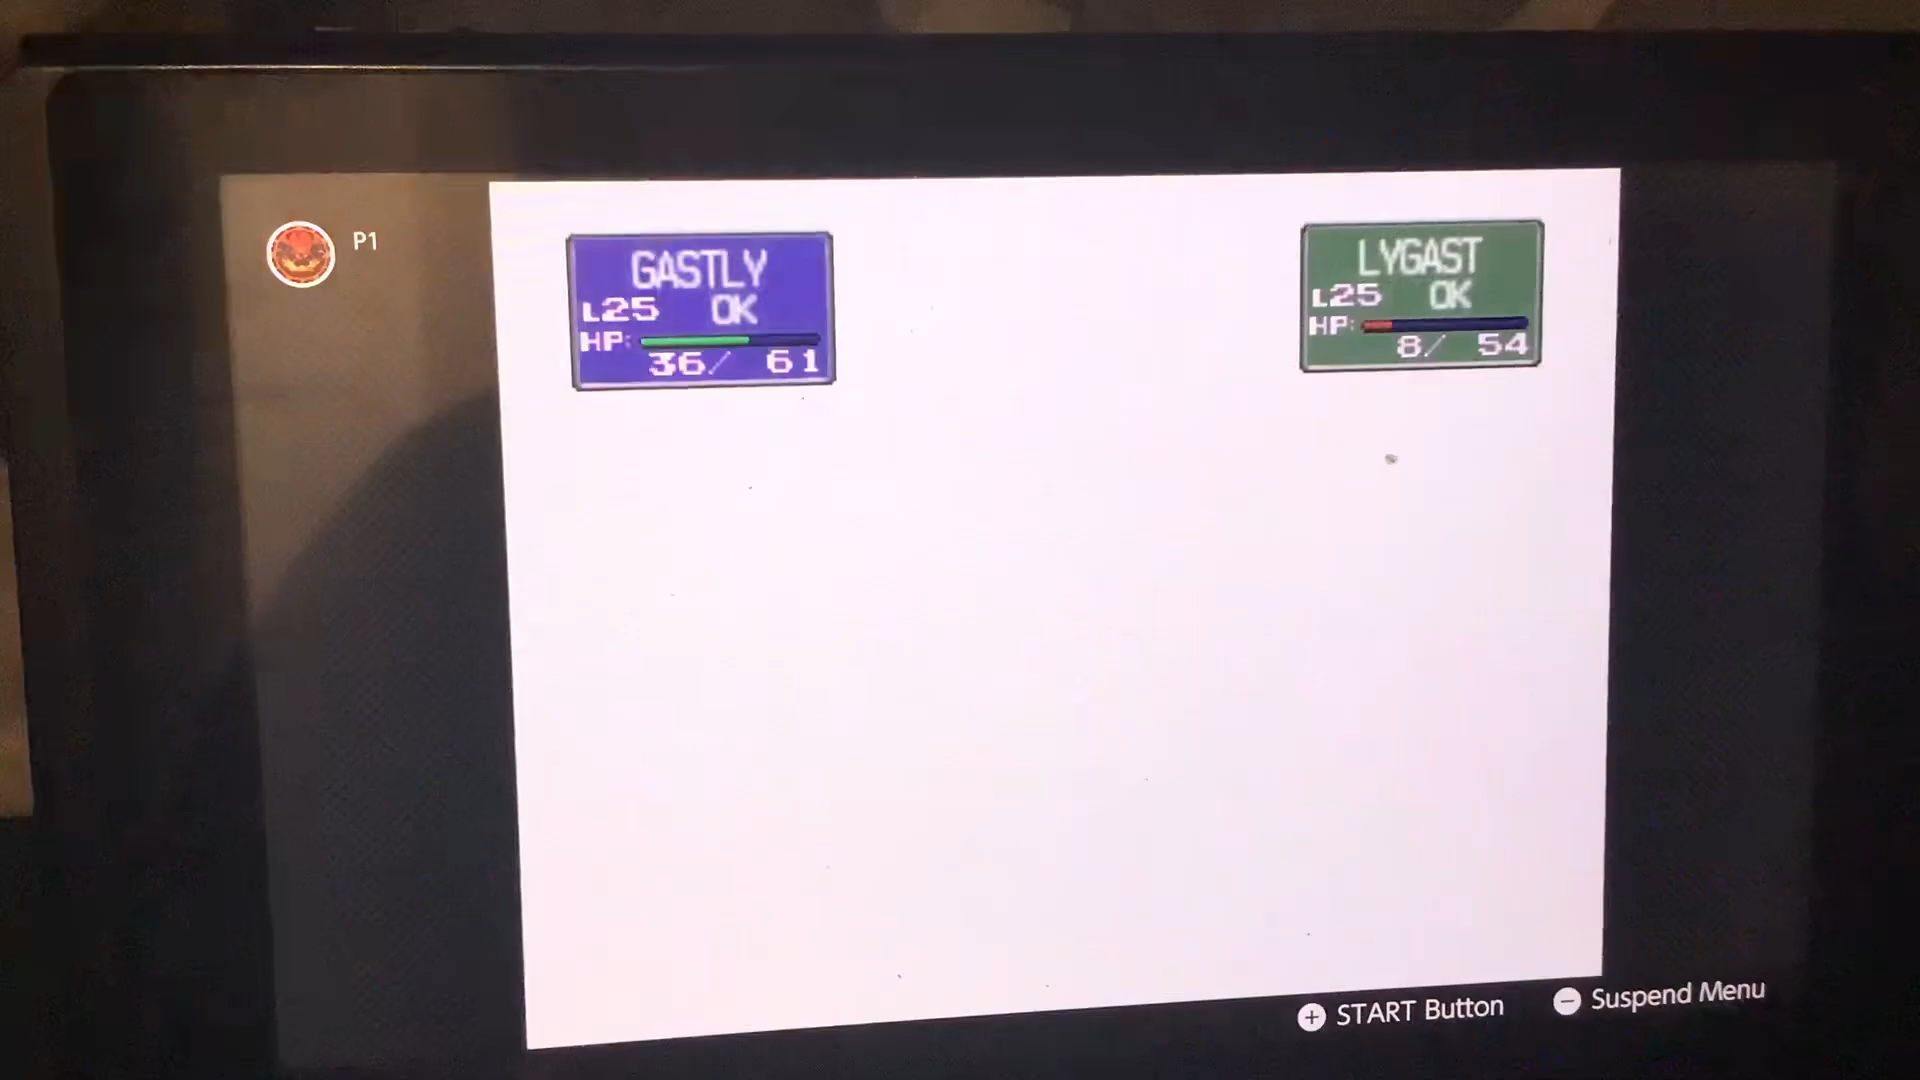 P1
GASTLY
L25 OK
HP: 36/ 61
LYGAST
L25 OK
HP: 8/ 54
START Button
Suspend Menu